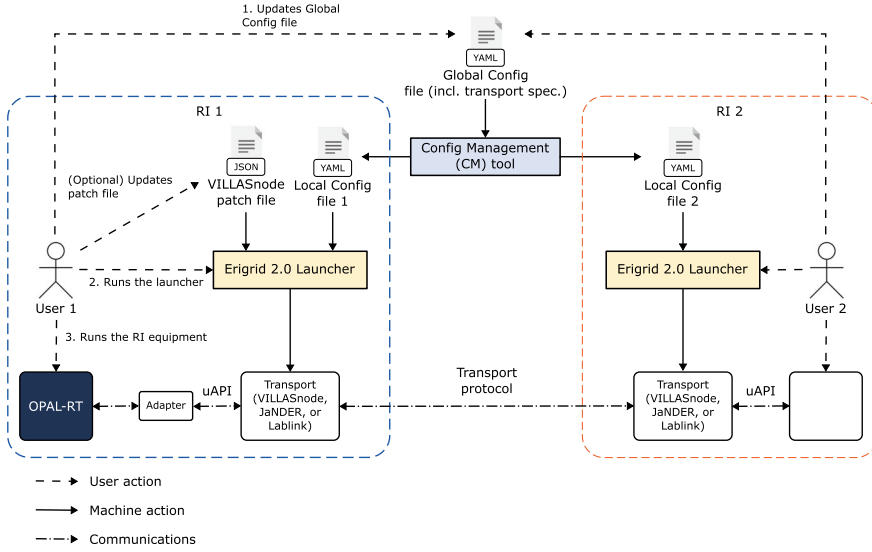 1. Updates Global
Config file
YAML
Global Config
file (incl. transport spec.)
RI 1
RI 2
Config Management
(CM) tool
JSON
VILLASnode
patch file
YAML
Local Config
file 1
YAML
Local Config
file 2
(Optional) Updates
patch file
User 1
2. Runs the launcher
Erigrid 2.0 Launcher
Erigrid 2.0 Launcher
User 2
3. Runs the RI equipment
OPAL-RT
Adapter
uAPI
Transport
(VILLASnode,
JaNDER, or
Lablink)
Transport
protocol
Transport
(VILLASnode,
JaNDER, or
Lablink)
uAPI
User action
Machine action
Communications